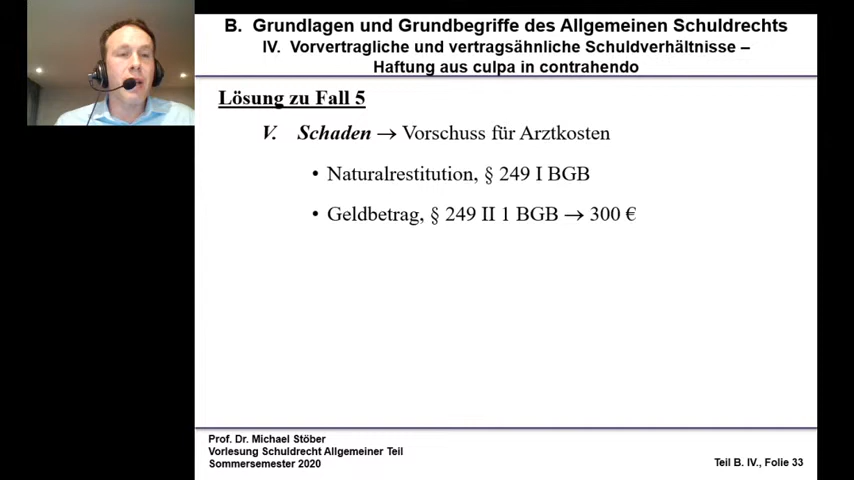 B. Grundlagen und Grundbegriffe des Allgemeinen Schuldrechts
IV. Vorvertragliche und vertragsähnliche Schuldverhältnisse –
Haftung aus culpa in contrahendo
Lösung zu Fall 5
V. Schaden → Vorschuss für Arztkosten
• Naturalrestitution, § 249 I BGB
• Geldbetrag, § 249 II 1 BGB → 300 €
Prof. Dr. Michael Stöber
Vorlesung Schuldrecht Allgemeiner Teil
Sommersemester 2020
Teil B. IV., Folie 33